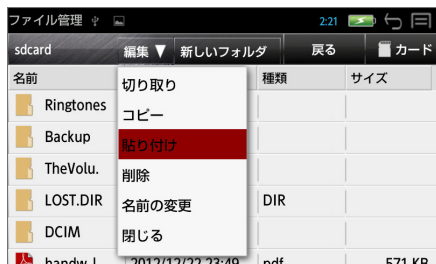 ファイル管理 2:21
sdcard 編集 ▼ 新しいフォルダ 戻る カード
名前 種類 サイズ
切り取り
Ringtones
コピー
Backup
貼り付け
TheVolu.
削除
LOST.DIR DIR
名前の変更
DCIM
閉じる
handw_l 2012/12/22 23:49 pdf 571 KB